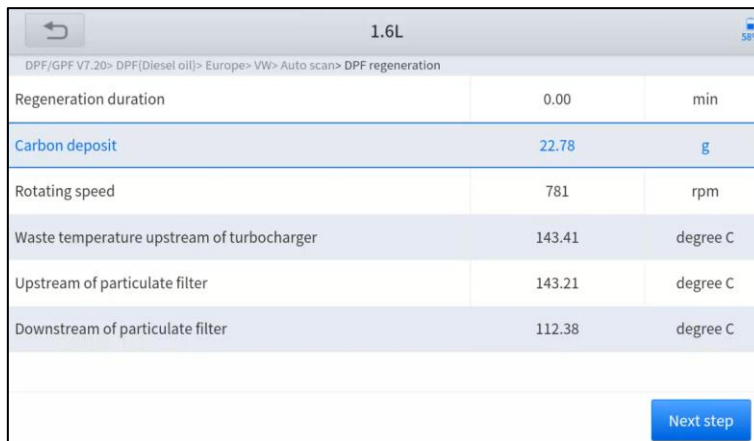 1.6L
58%
DPF/GPF V7.20> DPF(Diesel oil)> Europe> VW> Auto scan> DPF regeneration
Regeneration duration 0.00 min
Carbon deposit 22.78 g
Rotating speed 781 rpm
Waste temperature upstream of turbocharger 143.41 degree C
Upstream of particulate filter 143.21 degree C
Downstream of particulate filter 112.38 degree C
Next step